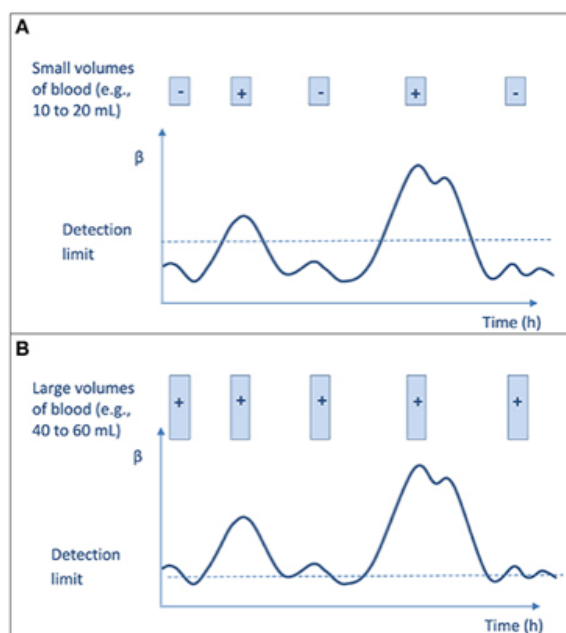 A
Small volumes
of blood (e.g.,
10 to 20 mL)
- + - + -
β
Detection
limit
Time (h)
B
Large volumes
of blood (e.g.,
40 to 60 mL)
+ + + + +
β
Detection
limit
Time (h)